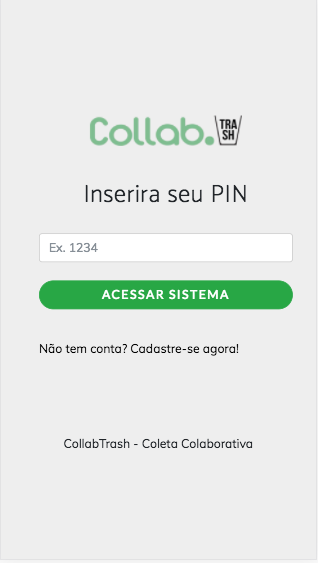 Collab.TRASH
Inserira seu PIN
Ex. 1234
ACESSAR SISTEMA
Não tem conta? Cadastre-se agora!
CollabTrash - Coleta Colaborativa